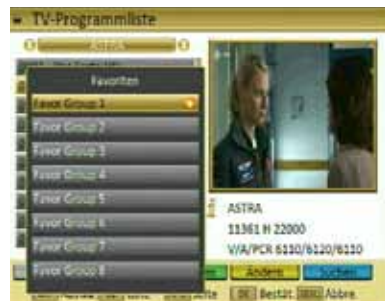 TV-Programmliste
ASTRA
Favoriten
Favor Group 1
Favor Group 2
Favor Group 3
Favor Group 4
Favor Group 5
Favor Group 6
Favor Group 7
Favor Group 8
ASTRA
11361 H 22000
V/A/PCR 6110/6120/6110
Ändern
Suchen
OK Bestät. Abbre.